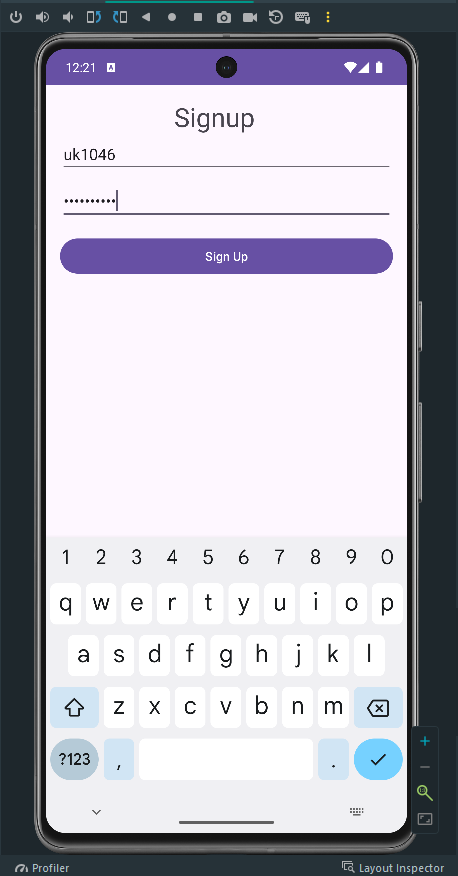 12:21 A
Signup
uk1046
••••••••••
Sign Up
1 2 3 4 5 6 7 8 9 0
q w e r t y u i o p
a s d f g h j k l
z x c v b n m
?123 , .
Profiler Layout Inspector